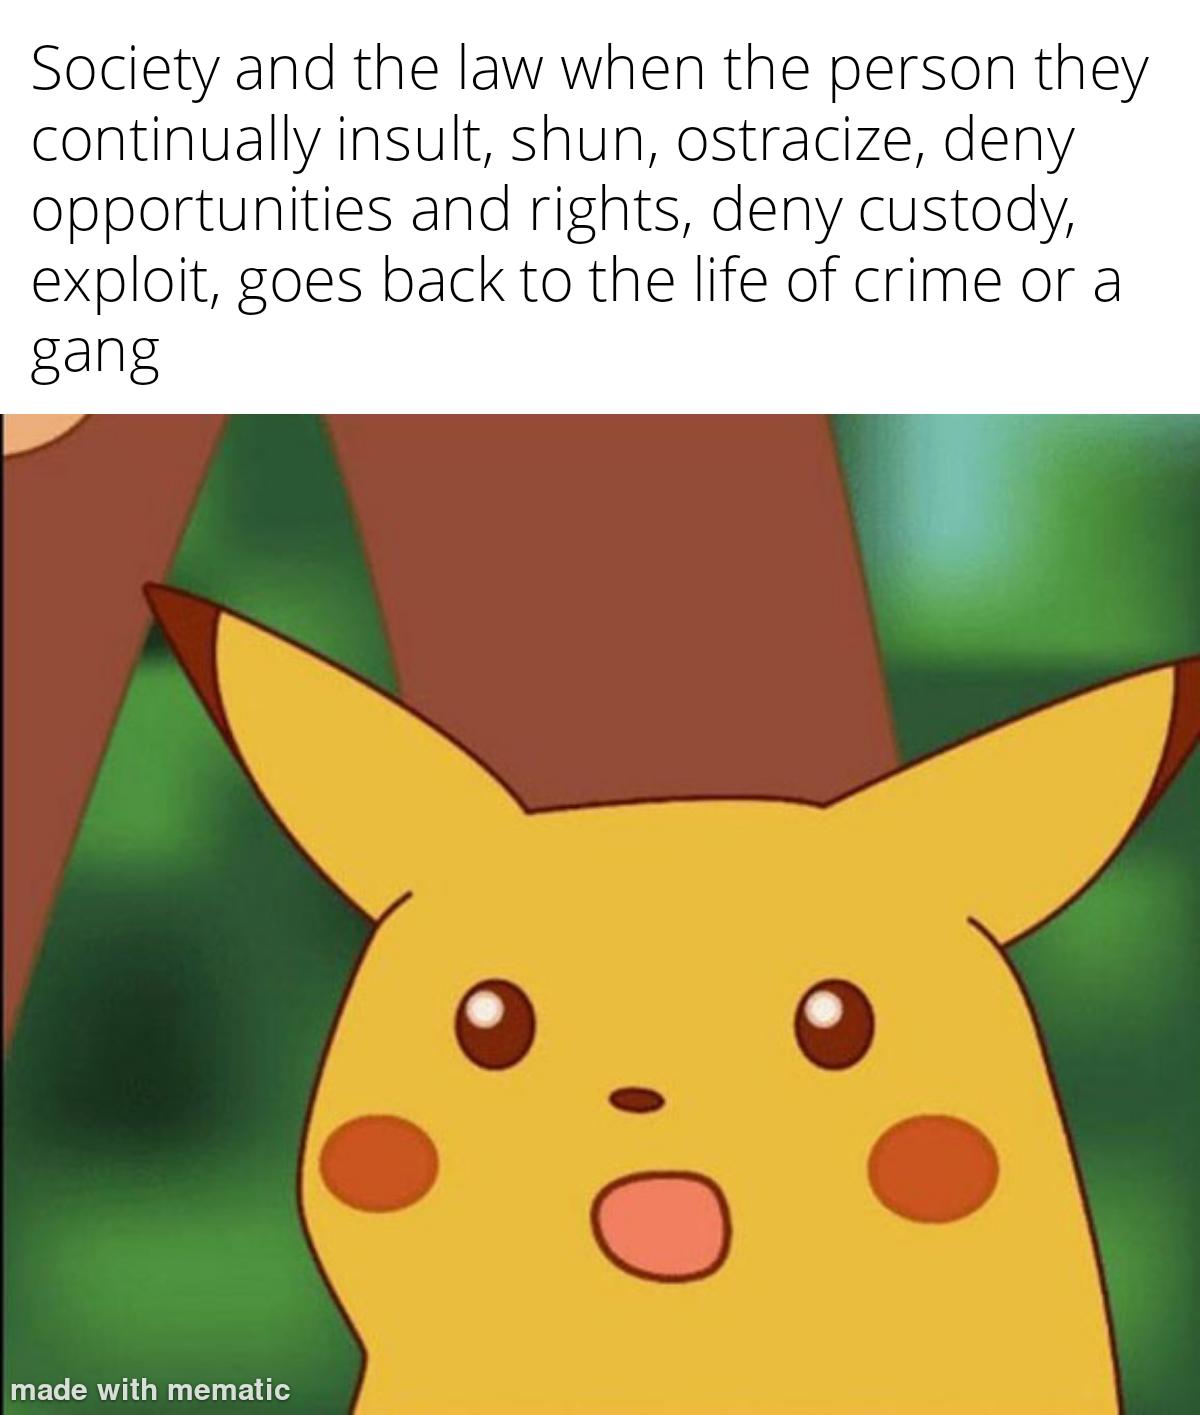 Society and the law when the person they
continually insult, shun, ostracize, deny
opportunities and rights, deny custody,
exploit, goes back to the life of crime or a
gang
made with mematic